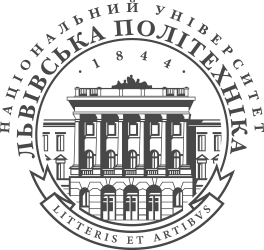 НАЦІОНАЛЬНИЙ УНІВЕРСИТЕТ
ЛЬВІВСЬКА ПОЛІТЕХНІКА
· 1844 ·
LITTERIS ET ARTIBVS